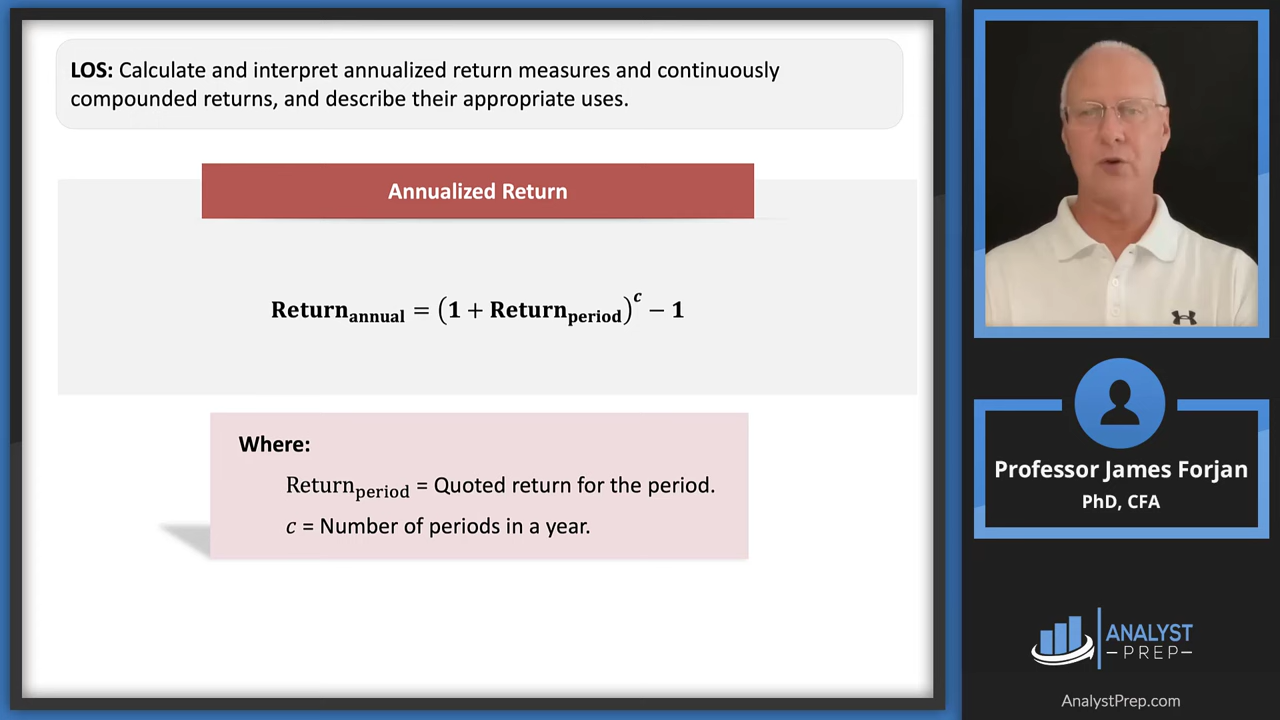 LOS: Calculate and interpret annualized return measures and continuously
compounded returns, and describe their appropriate uses.
Annualized Return
Return_annual = (1 + Return_period)^c − 1
Where:
Return_period = Quoted return for the period.
c = Number of periods in a year.
Professor James Forjan
PhD, CFA
ANALYST
–PREP–
AnalystPrep.com